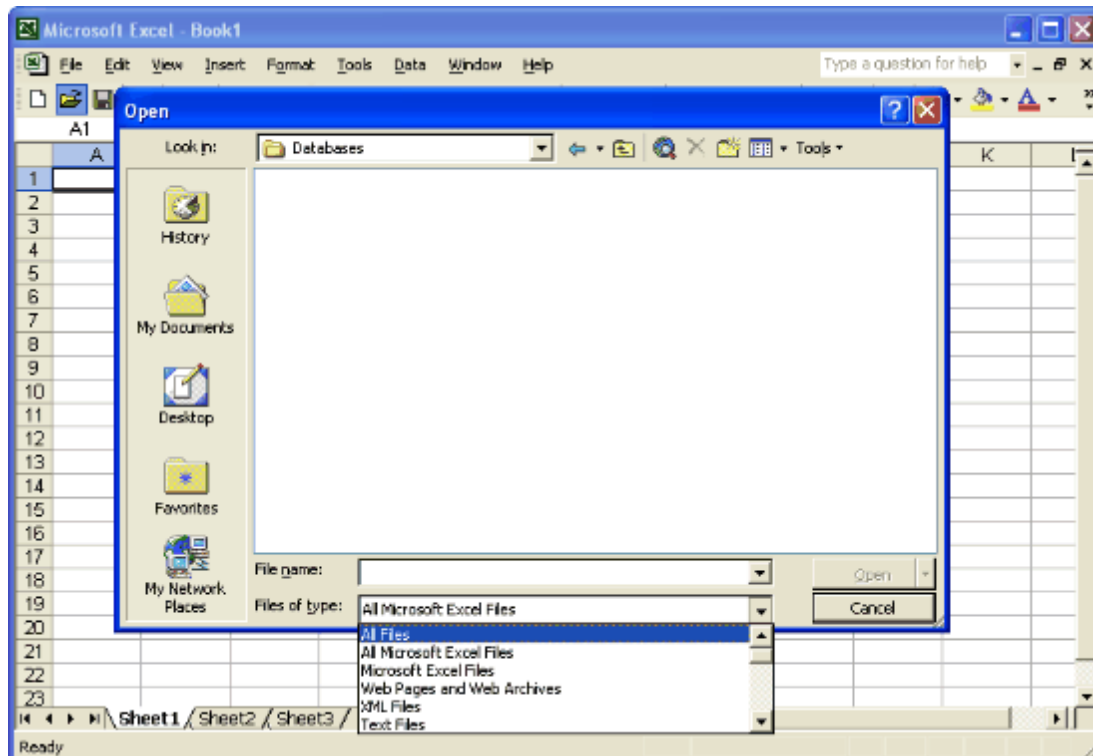 Microsoft Excel - Book1
File Edit View Insert Format Tools Data Window Help Type a question for help
Open
A1
Look in: Databases Tools
A K
1
2
3
4
5
6
7
8
9
10
11
12
13
14
15
16
17
18
19
20
21
22
23
History
My Documents
Desktop
Favorites
My Network
Places
File name: Open
Files of type: All Microsoft Excel Files Cancel
All Files
All Microsoft Excel Files
Microsoft Excel Files
Web Pages and Web Archives
XML Files
Text Files
Sheet1 Sheet2 Sheet3
Ready